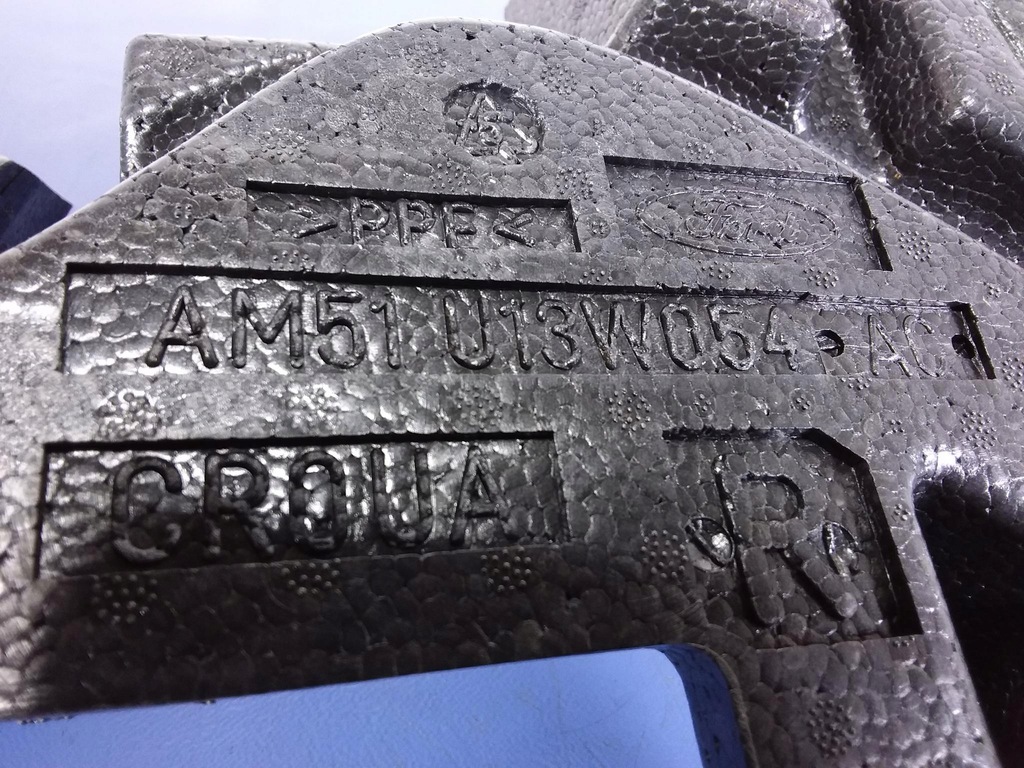 >PPE<
Ford
AM51 U13W054-AC
CR0UA
R